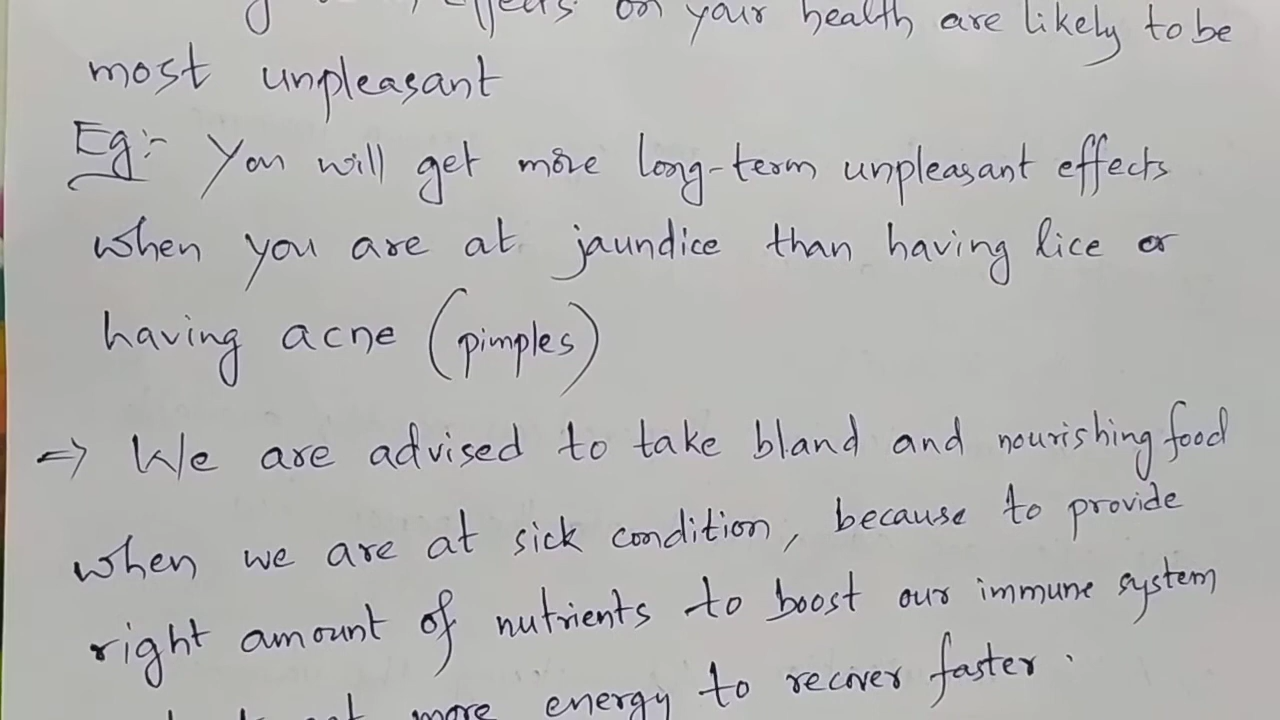 effects on your health are likely to be
most unpleasant
Eg:- You will get more long-term unpleasant effects
when you are at jaundice than having lice or
having acne (pimples)
=> We are advised to take bland and nourishing food
when we are at sick condition, because to provide
right amount of nutrients to boost our immune system
more energy to recover faster.